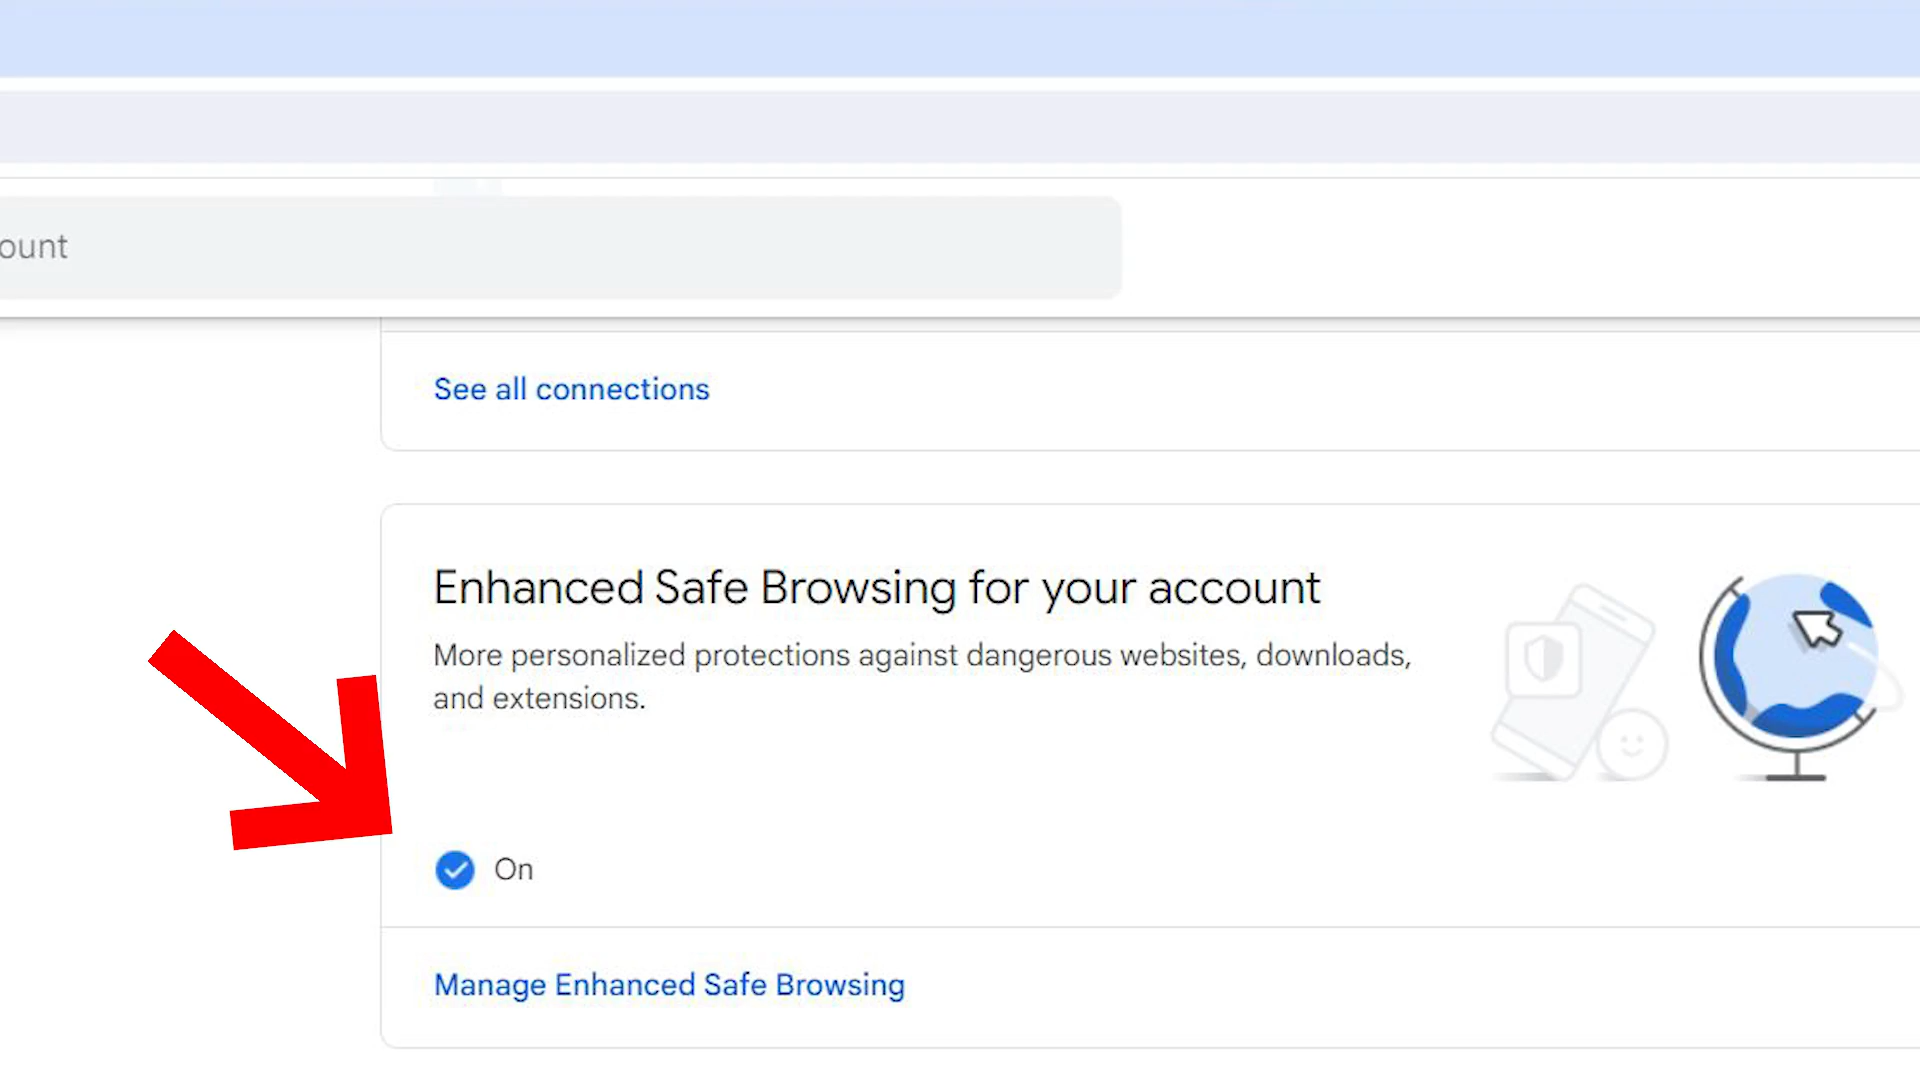 ount
See all connections
Enhanced Safe Browsing for your account
More personalized protections against dangerous websites, downloads,
and extensions.
On
Manage Enhanced Safe Browsing